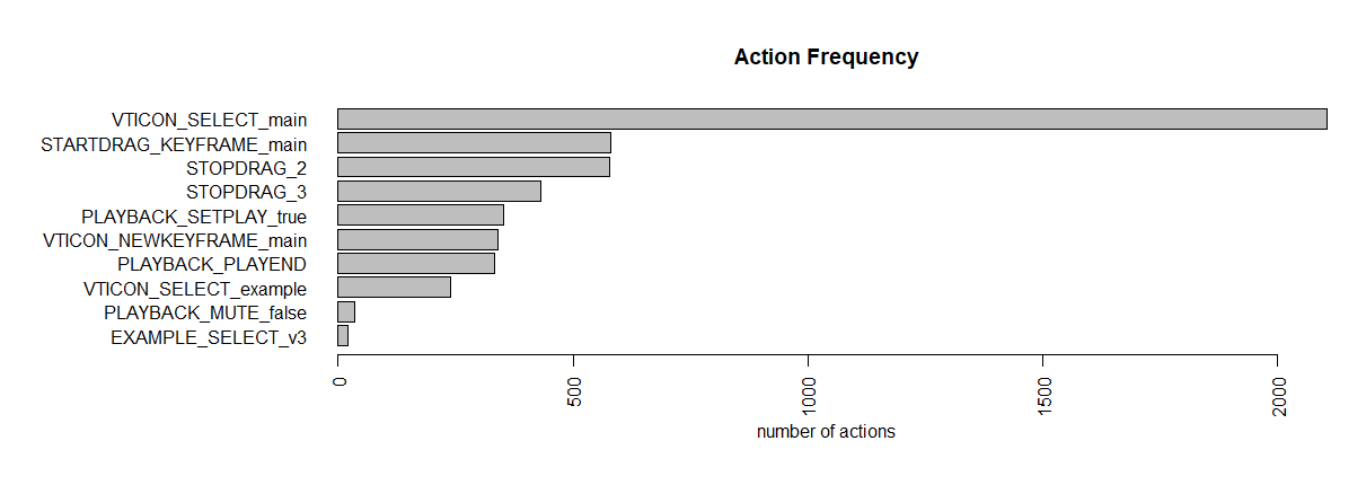 Action Frequency
VTICON_SELECT_main
STARTDRAG_KEYFRAME_main
STOPDRAG_2
STOPDRAG_3
PLAYBACK_SETPLAY_true
VTICON_NEWKEYFRAME_main
PLAYBACK_PLAYEND
VTICON_SELECT_example
PLAYBACK_MUTE_false
EXAMPLE_SELECT_v3
0
500
1000
1500
2000
number of actions